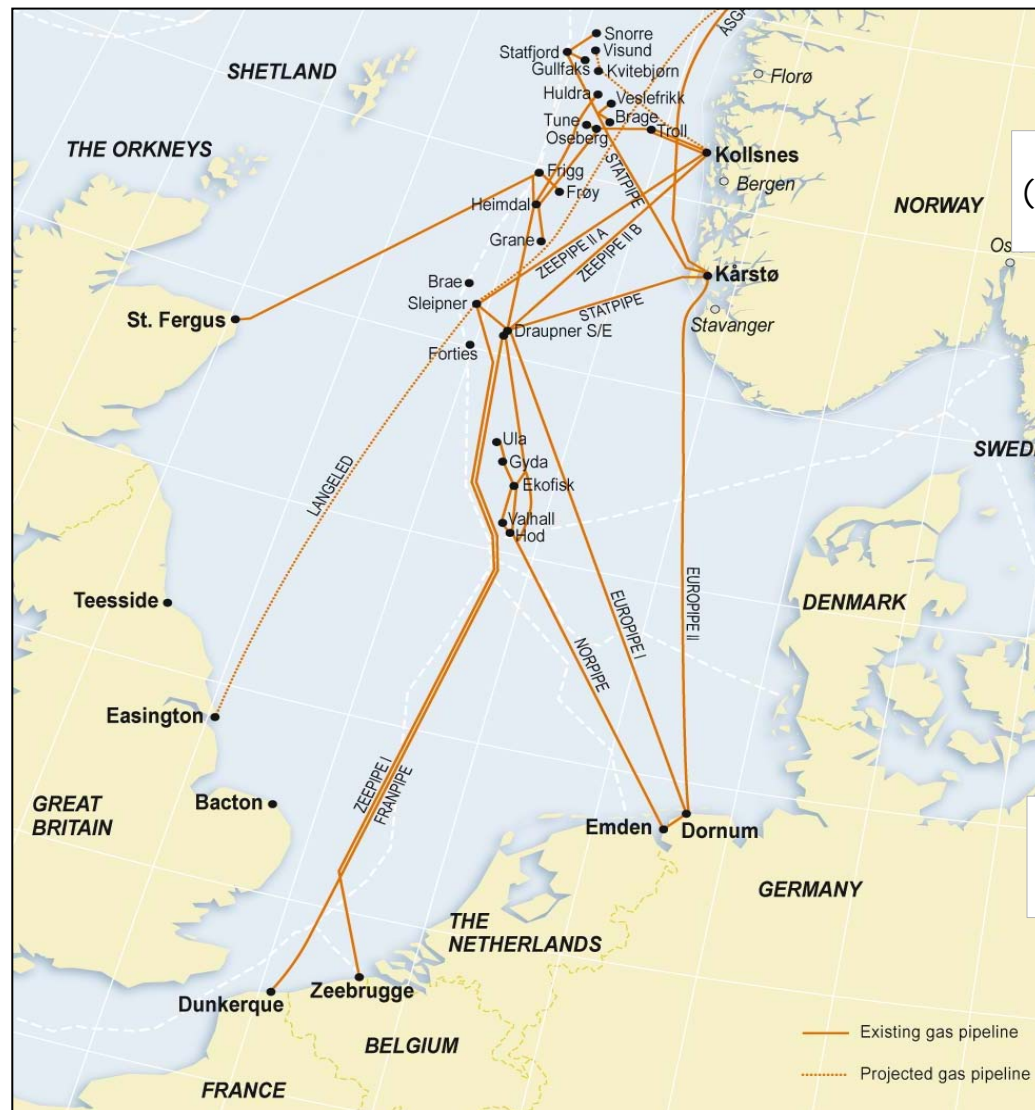 ÅSG
Snorre
Statfjord
Visund
Gullfaks
Kvitebjørn
SHETLAND
Florø
Huldra
Veslefrikk
Tune
Brage
Oseberg
Troll
THE ORKNEYS
Kollsnes
STATPIPE
Frigg
Bergen
Frøy
(
Heimdal
NORWAY
Grane
ZEEPIPE II A
ZEEPIPE II B
Os
Brae
Kårstø
Sleipner
STATPIPE
St. Fergus
Stavanger
Draupner S/E
Forties
Ula
SWED
Gyda
LANGELED
Ekofisk
Valhall
Hod
Teesside
EUROPIPE II
DENMARK
EUROPIPE I
NORPIPE
Easington
ZEEPIPE I
FRANPIPE
GREAT
BRITAIN
Bacton
Emden
Dornum
GERMANY
THE
NETHERLANDS
Zeebrugge
Dunkerque
BELGIUM
FRANCE
Existing gas pipeline
Projected gas pipeline